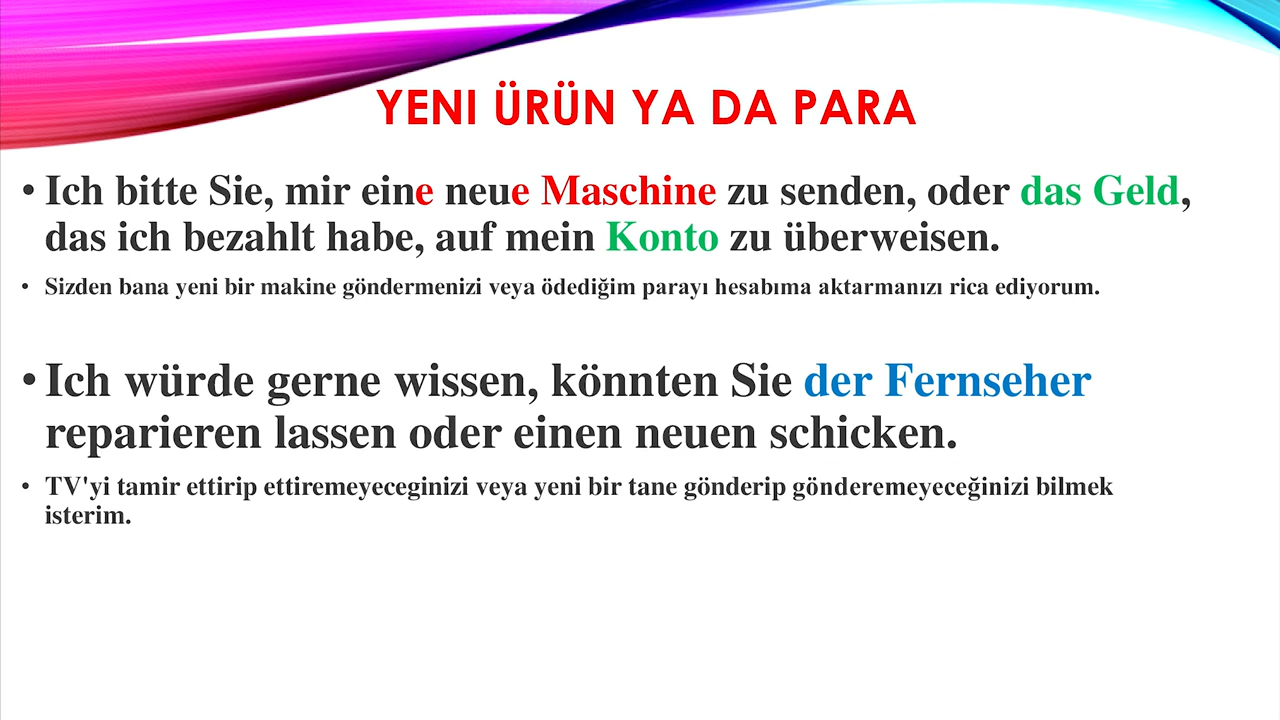 YENI ÜRÜN YA DA PARA
• Ich bitte Sie, mir eine neue Maschine zu senden, oder das Geld,
das ich bezahlt habe, auf mein Konto zu überweisen.
• Sizden bana yeni bir makine göndermenizi veya ödediğim parayı hesabıma aktarmanızı rica ediyorum.
• Ich würde gerne wissen, könnten Sie der Fernseher
reparieren lassen oder einen neuen schicken.
• TV'yi tamir ettirip ettiremeyeceginizi veya yeni bir tane gönderip gönderemeyeceğinizi bilmek
isterim.